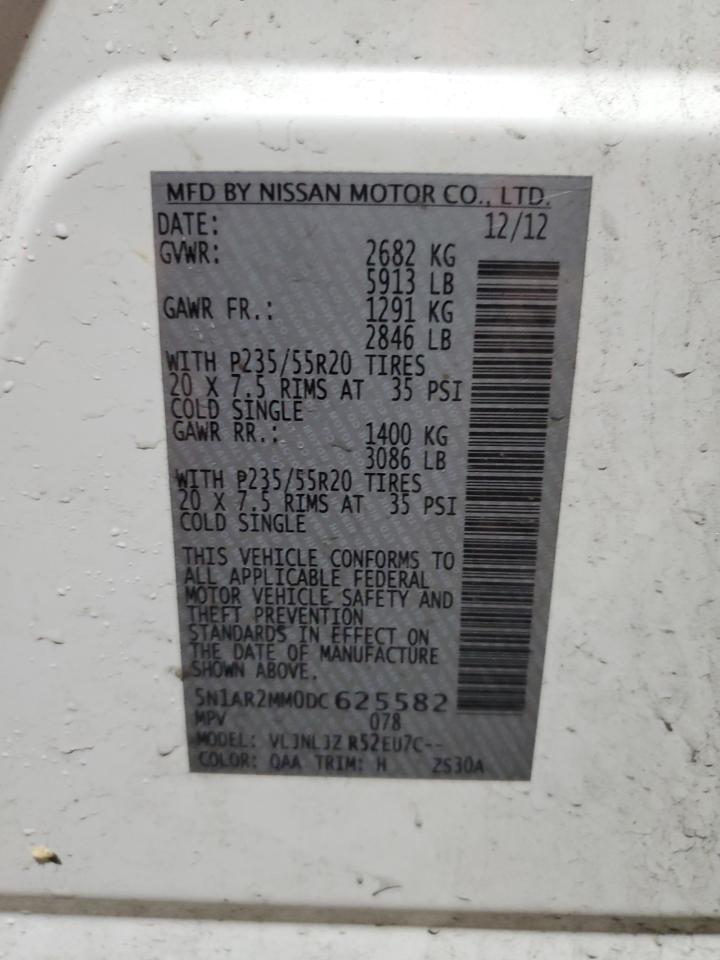 MFD BY NISSAN MOTOR CO., LTD.
DATE: 12/12
GVWR: 2682 KG
5913 LB
GAWR FR.: 1291 KG
2846 LB
WITH P235/55R20 TIRES
20 X 7.5 RIMS AT 35 PSI
COLD SINGLE
GAWR RR.: 1400 KG
3086 LB
WITH P235/55R20 TIRES
20 X 7.5 RIMS AT 35 PSI
COLD SINGLE
THIS VEHICLE CONFORMS TO
ALL APPLICABLE FEDERAL
MOTOR VEHICLE SAFETY AND
THEFT PREVENTION
STANDARDS IN EFFECT ON
THE DATE OF MANUFACTURE
SHOWN ABOVE.
5N1AR2MM0DC 625582
MPV 078
MODEL: VL3NL3Z R52EU7C--
COLOR: QAA TRIM: H 2S30A